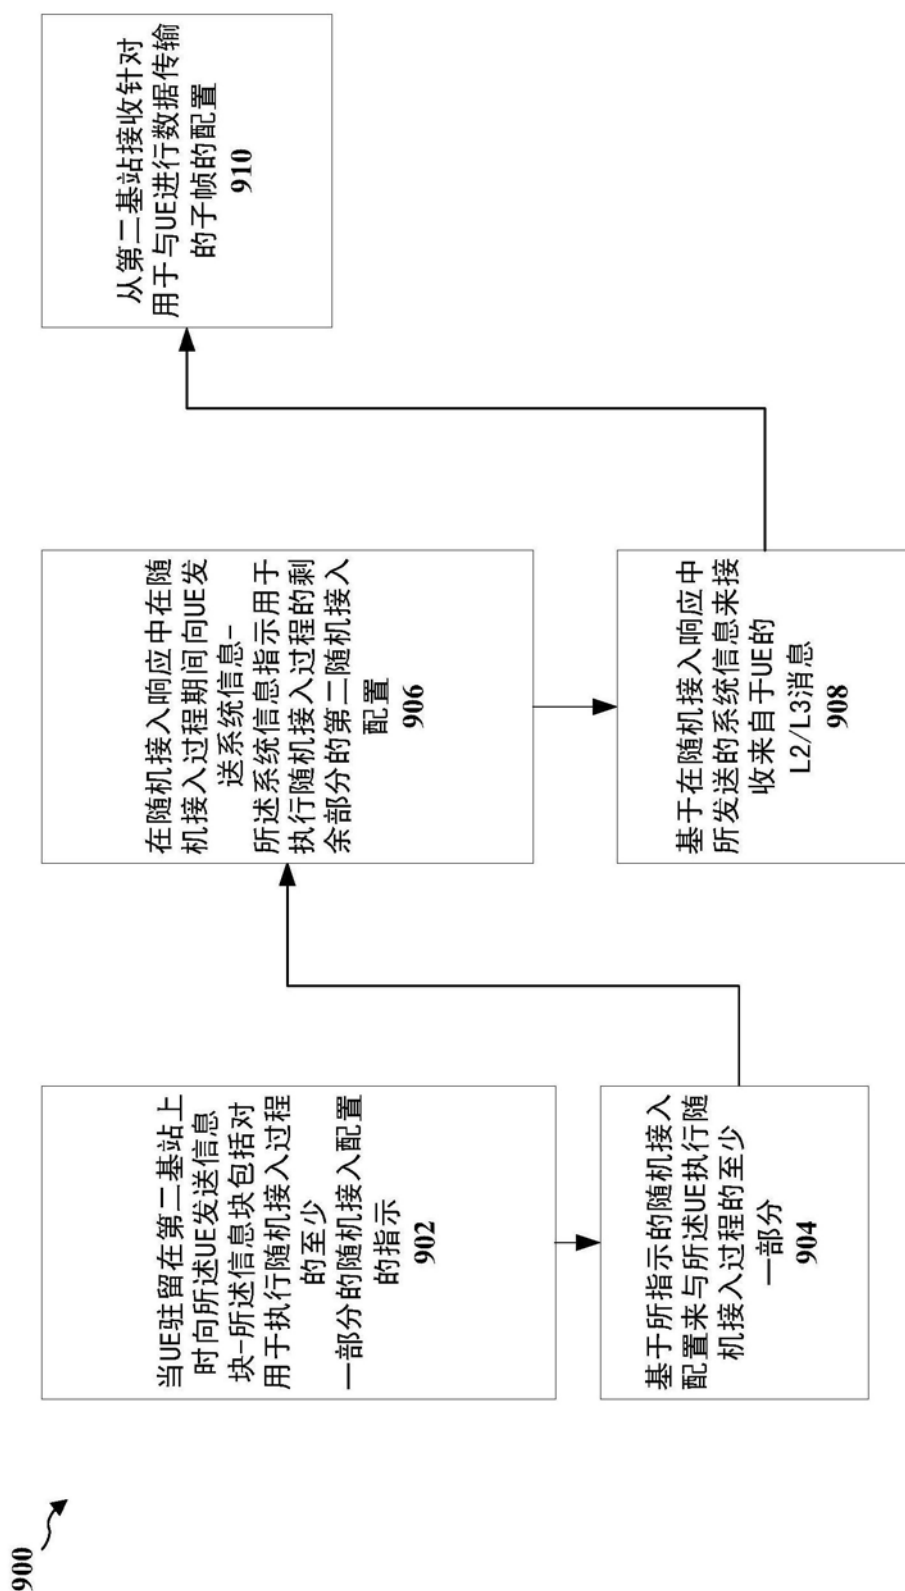 900
当UE驻留在第二基站上
时向所述UE发送信息
块-所述信息块包括对
用于执行随机接入过程
的至少
一部分的随机接入配置
的指示
902
基于所指示的随机接入
配置来与所述UE执行随
机接入过程的至少
一部分
904
在随机接入响应中在随
机接入过程期间向UE发
送系统信息-
所述系统信息指示用于
执行随机接入过程的剩
余部分的第二随机接入
配置
906
基于在随机接入响应中
所发送的系统信息来接
收来自于UE的
L2/L3消息
908
从第二基站接收针对
用于与UE进行数据传输
的子帧的配置
910